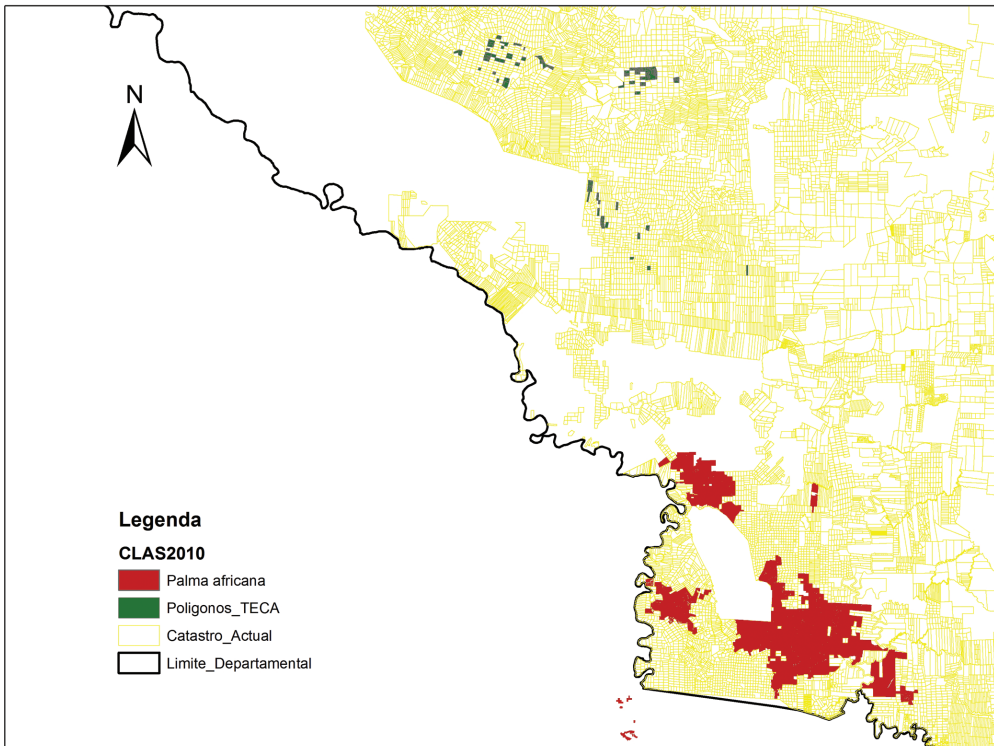 N
Legenda
CLAS2010
Palma africana
Poligonos_TECA
Catastro_Actual
Limite_Departamental